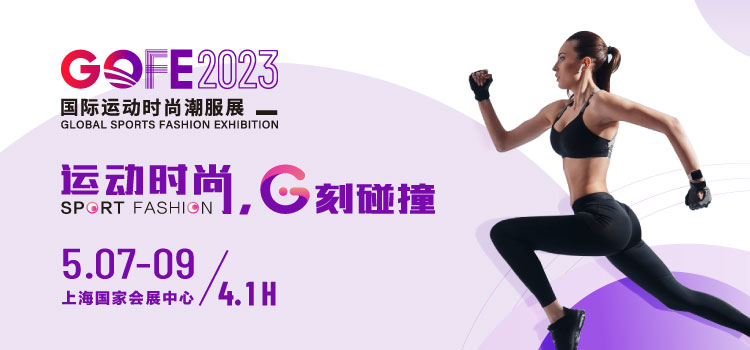 GOFE2023
国际运动时尚潮服展
GLOBAL SPORTS FASHION EXHIBITION
运动时尚，G刻碰撞
SPORT FASHION
5.07-09
上海国家会展中心/4.1H